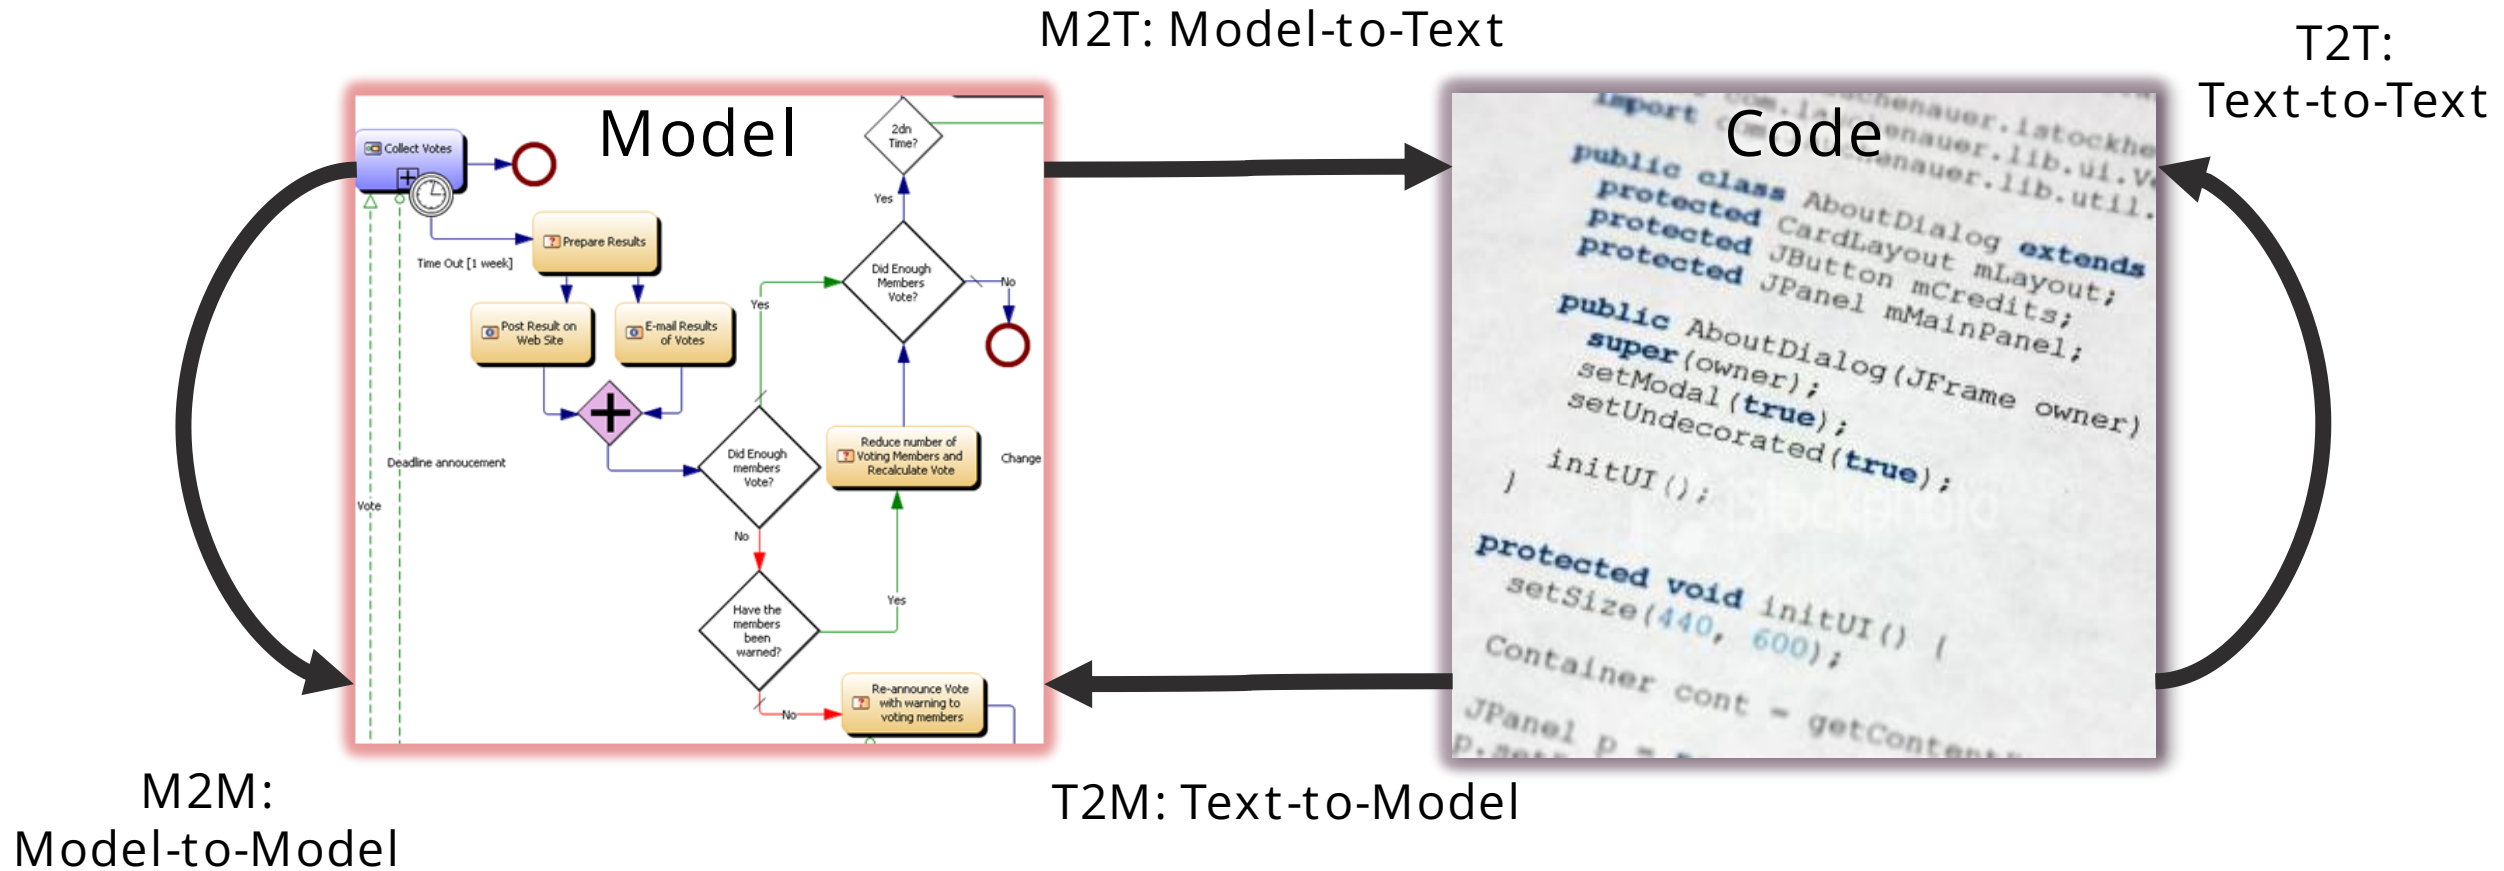 M2T: Model-to-Text
T2T:
Text-to-Text
Model
Collect Votes
Time Out [1 week]
Prepare Results
Post Result on
Web Site
E-mail Results
of Votes
Deadline annoucement
Vote
2dn
Time?
Yes
Did Enough
Members
Vote?
No
Yes
Did Enough
members
Vote?
Reduce number of
Voting Members and
Recalculate Vote
Change
No
Yes
Have the
members
been
warned?
No
Re-announce Vote
with warning to
voting members
Code
import
public class AboutDialog extends
protected CardLayout mLayout;
protected JButton mCredits;
protected JPanel mMainPanel;
public AboutDialog(JFrame owner)
super(owner);
setModal(true);
setUndecorated(true);
initUI();
}
protected void initUI() {
setSize(440, 600);
Container cont = getContent
JPanel p =
M2M:
Model-to-Model
T2M: Text-to-Model